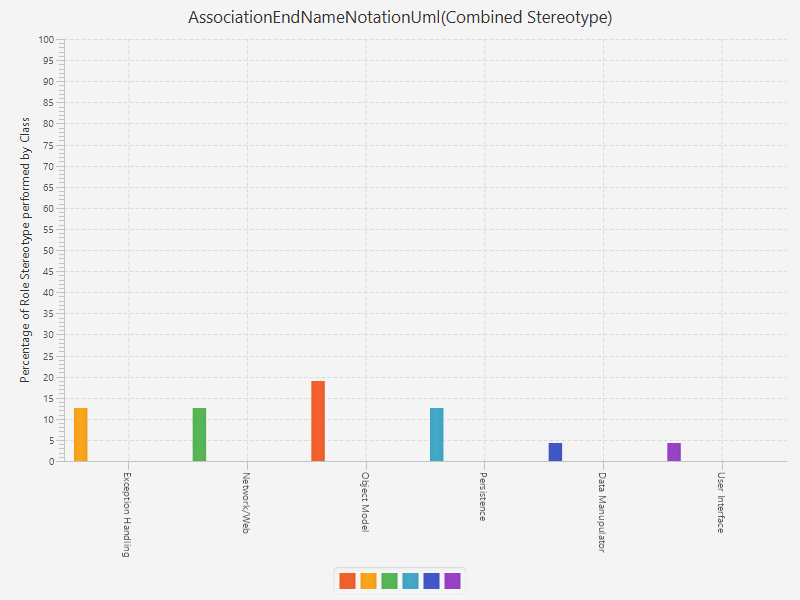 AssociationEndNameNotationUml(Combined Stereotype)
Percentage of Role Stereotype performed by Class
100
95
90
85
80
75
70
65
60
55
50
45
40
35
30
25
20
15
10
5
0
Exception Handling
Network/Web
Object Model
Persistence
Data Manupulator
User Interface